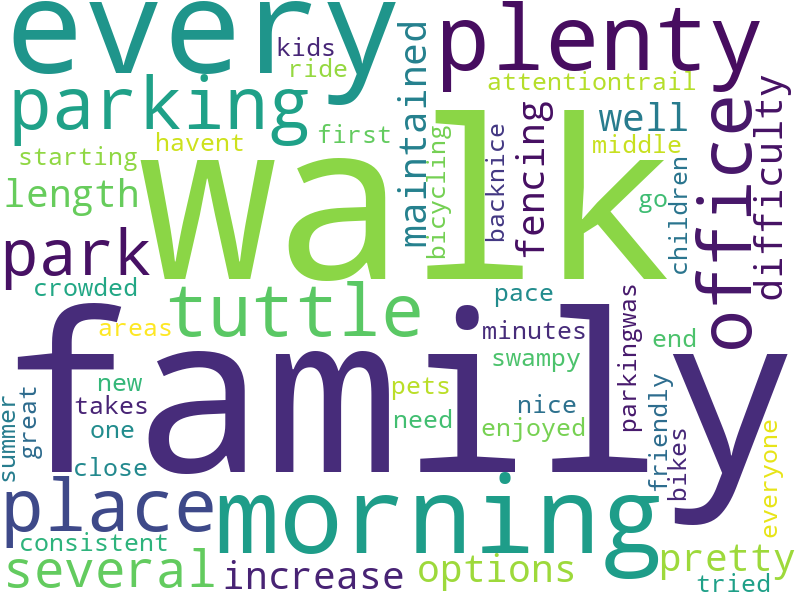 every
kids
ride
plenty
parking
maintained
attentiontrail
officey
difficulty
havent
first
bicycling
backnice
fencing
well
middle
starting
walk
length
children
go
park
crowded
tuttle
pace
parkingwas
areas
family
minutes
end
swampy
new
takes
pets
nice
need
one
enjoyed
friendly
summer
great
close
bikes
everyone
place
morning
consistent
several
increase
options
pretty
tried